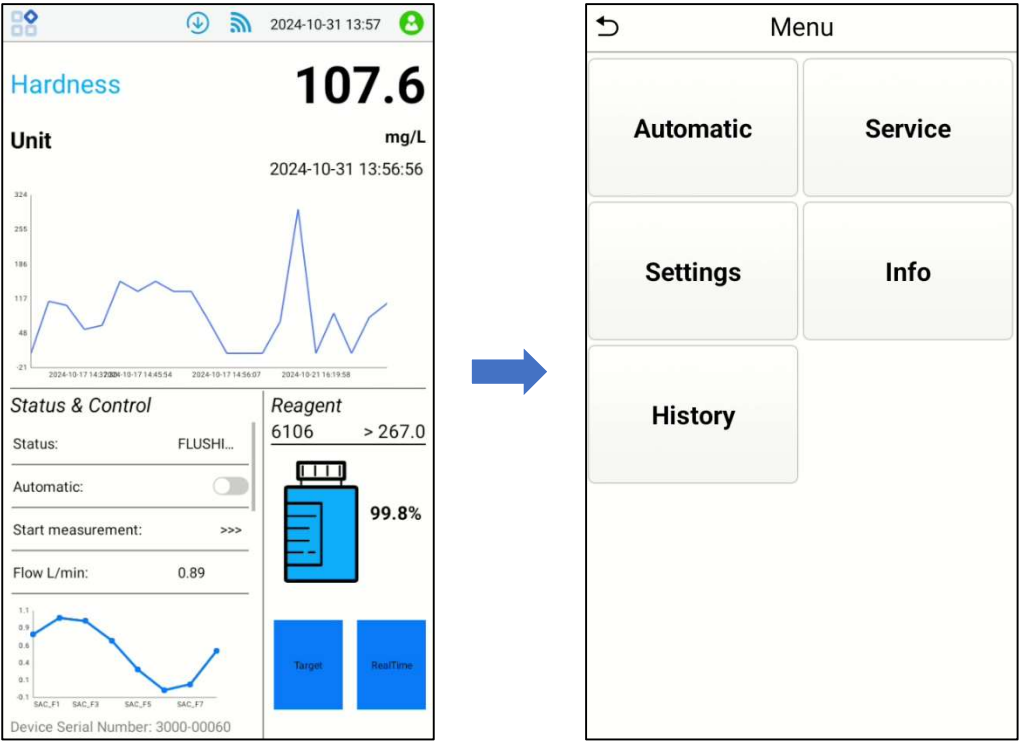 2024-10-31 13:57
Hardness 107.6
Unit mg/L
2024-10-31 13:56:56
324
255
186
117
48
-21
2024-10-17 14:45:54 2024-10-17 14:56:07 2024-10-21 16:19:58
Status & Control
Status: FLUSHI...
Automatic:
Start measurement: >>>
Flow L/min: 0.89
1.1
0.9
0.6
0.4
0.1
-0.1
SAC_F1 SAC_F3 SAC_F5 SAC_F7
Device Serial Number: 3000-00060
Reagent
6106 > 267.0
99.8%
Target RealTime
Menu
Automatic Service
Settings Info
History